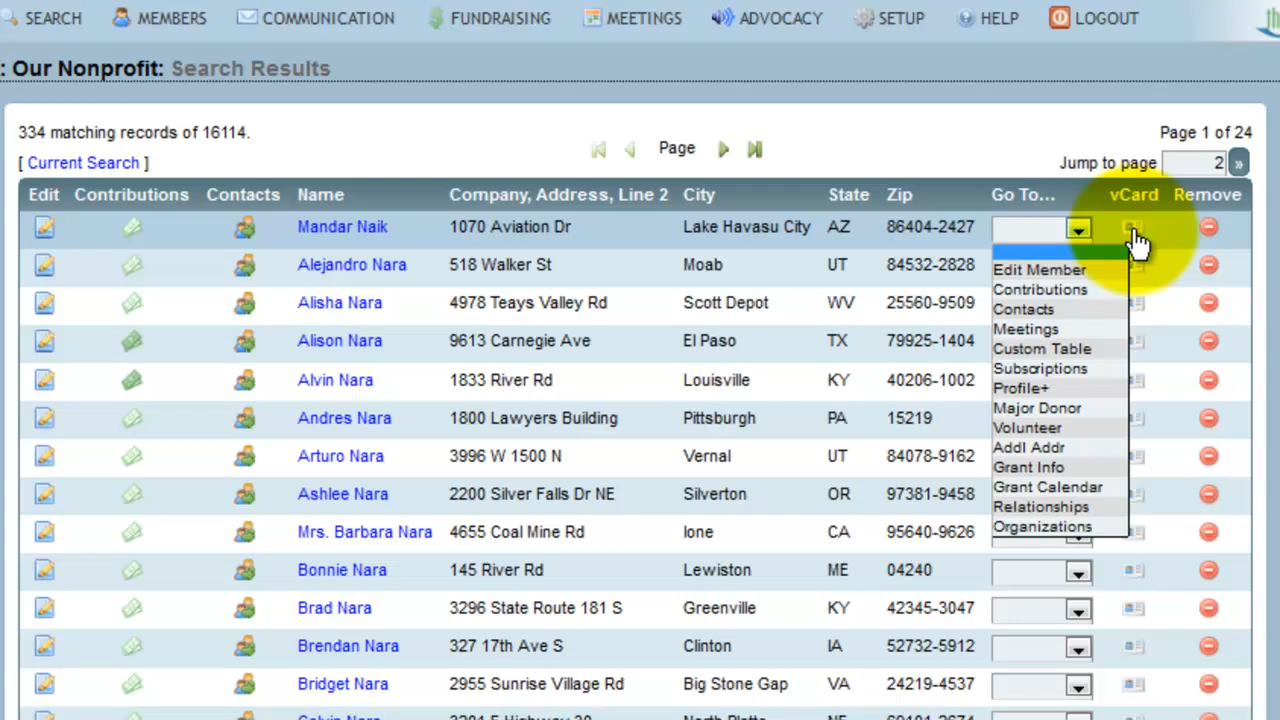 SEARCH MEMBERS COMMUNICATION FUNDRAISING MEETINGS ADVOCACY SETUP HELP LOGOUT
: Our Nonprofit: Search Results
334 matching records of 16114.
Page
Page 1 of 24
[ Current Search ]
Jump to page 2 »
Edit Contributions Contacts Name Company, Address, Line 2 City State Zip Go To... vCard Remove
Mandar Naik 1070 Aviation Dr Lake Havasu City AZ 86404-2427
Alejandro Nara 518 Walker St Moab UT 84532-2828
Alisha Nara 4978 Teays Valley Rd Scott Depot WV 25560-9509
Alison Nara 9613 Carnegie Ave El Paso TX 79925-1404
Alvin Nara 1833 River Rd Louisville KY 40206-1002
Andres Nara 1800 Lawyers Building Pittsburgh PA 15219
Arturo Nara 3996 W 1500 N Vernal UT 84078-9162
Ashlee Nara 2200 Silver Falls Dr NE Silverton OR 97381-9458
Mrs. Barbara Nara 4655 Coal Mine Rd Ione CA 95640-9626
Bonnie Nara 145 River Rd Lewiston ME 04240
Brad Nara 3296 State Route 181 S Greenville KY 42345-3047
Brendan Nara 327 17th Ave S Clinton IA 52732-5912
Bridget Nara 2955 Sunrise Village Rd Big Stone Gap VA 24219-4537
Edit Member
Contributions
Contacts
Meetings
Custom Table
Subscriptions
Profile+
Major Donor
Volunteer
Addl Addr
Grant Info
Grant Calendar
Relationships
Organizations